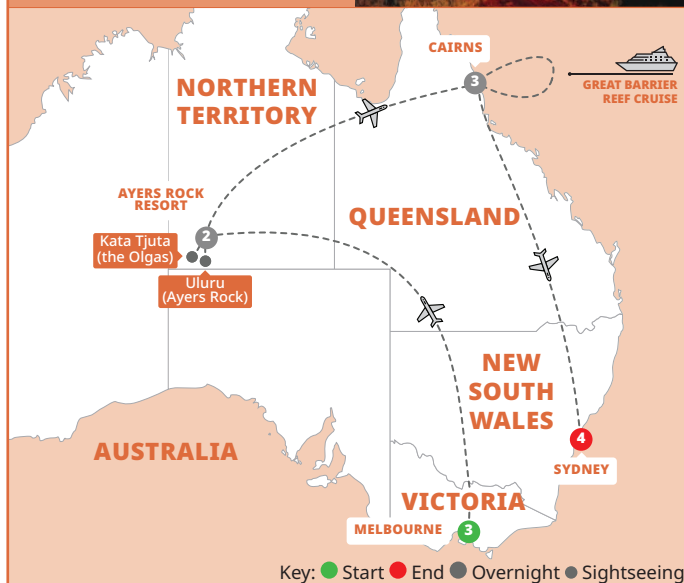 CAIRNS
3
GREAT BARRIER
REEF CRUISE
NORTHERN
TERRITORY
AYERS ROCK
RESORT
2
Kata Tjuta
(the Olgas)
Uluru
(Ayers Rock)
QUEENSLAND
NEW
SOUTH
WALES
4
SYDNEY
AUSTRALIA
VICTORIA
MELBOURNE
3
Key: Start End Overnight Sightseeing